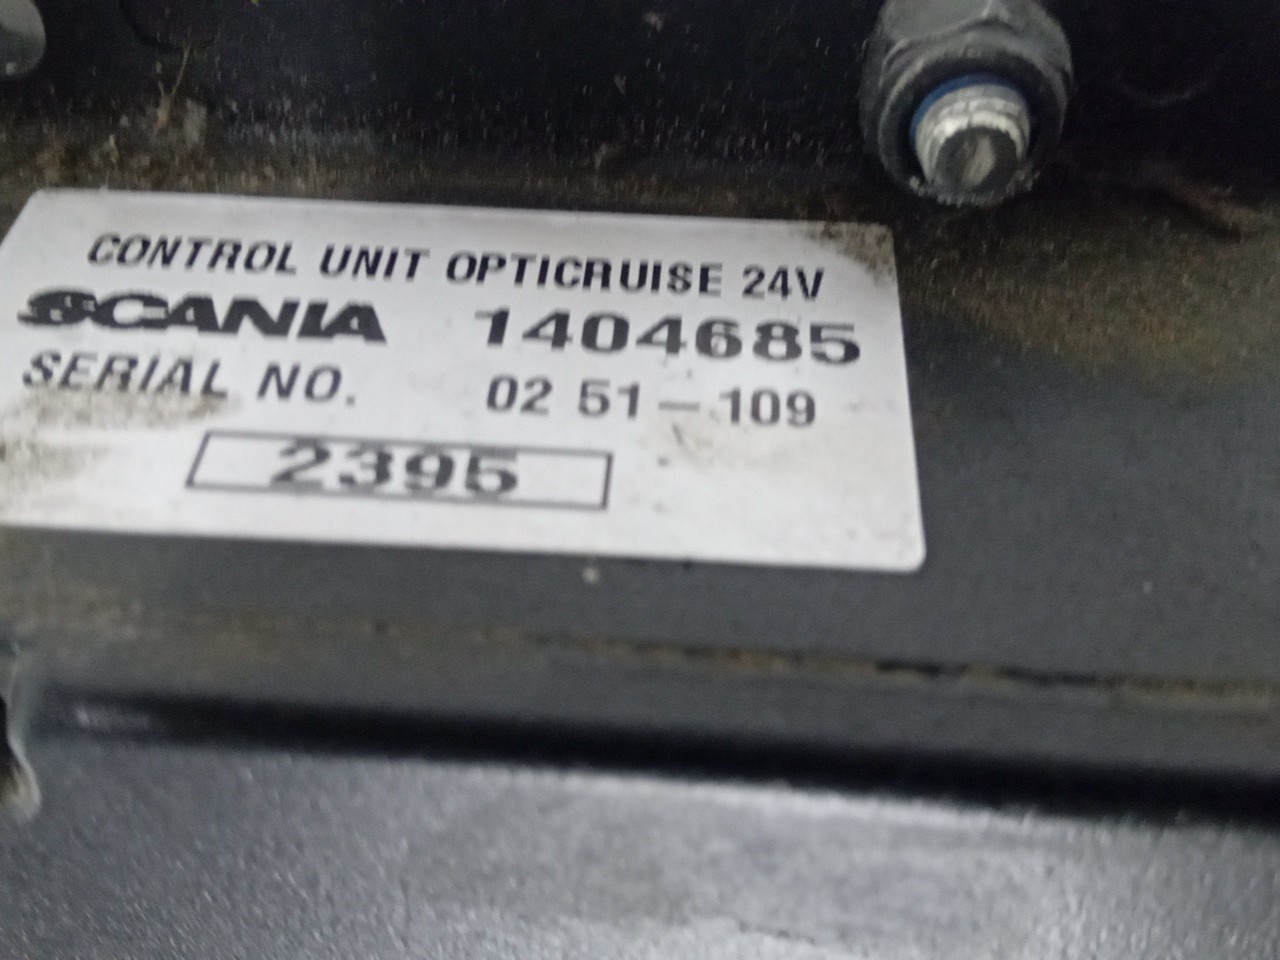 CONTROL UNIT OPTICRUISE 24V
SCANIA 1404685
SERIAL NO. 02 51-109
2395